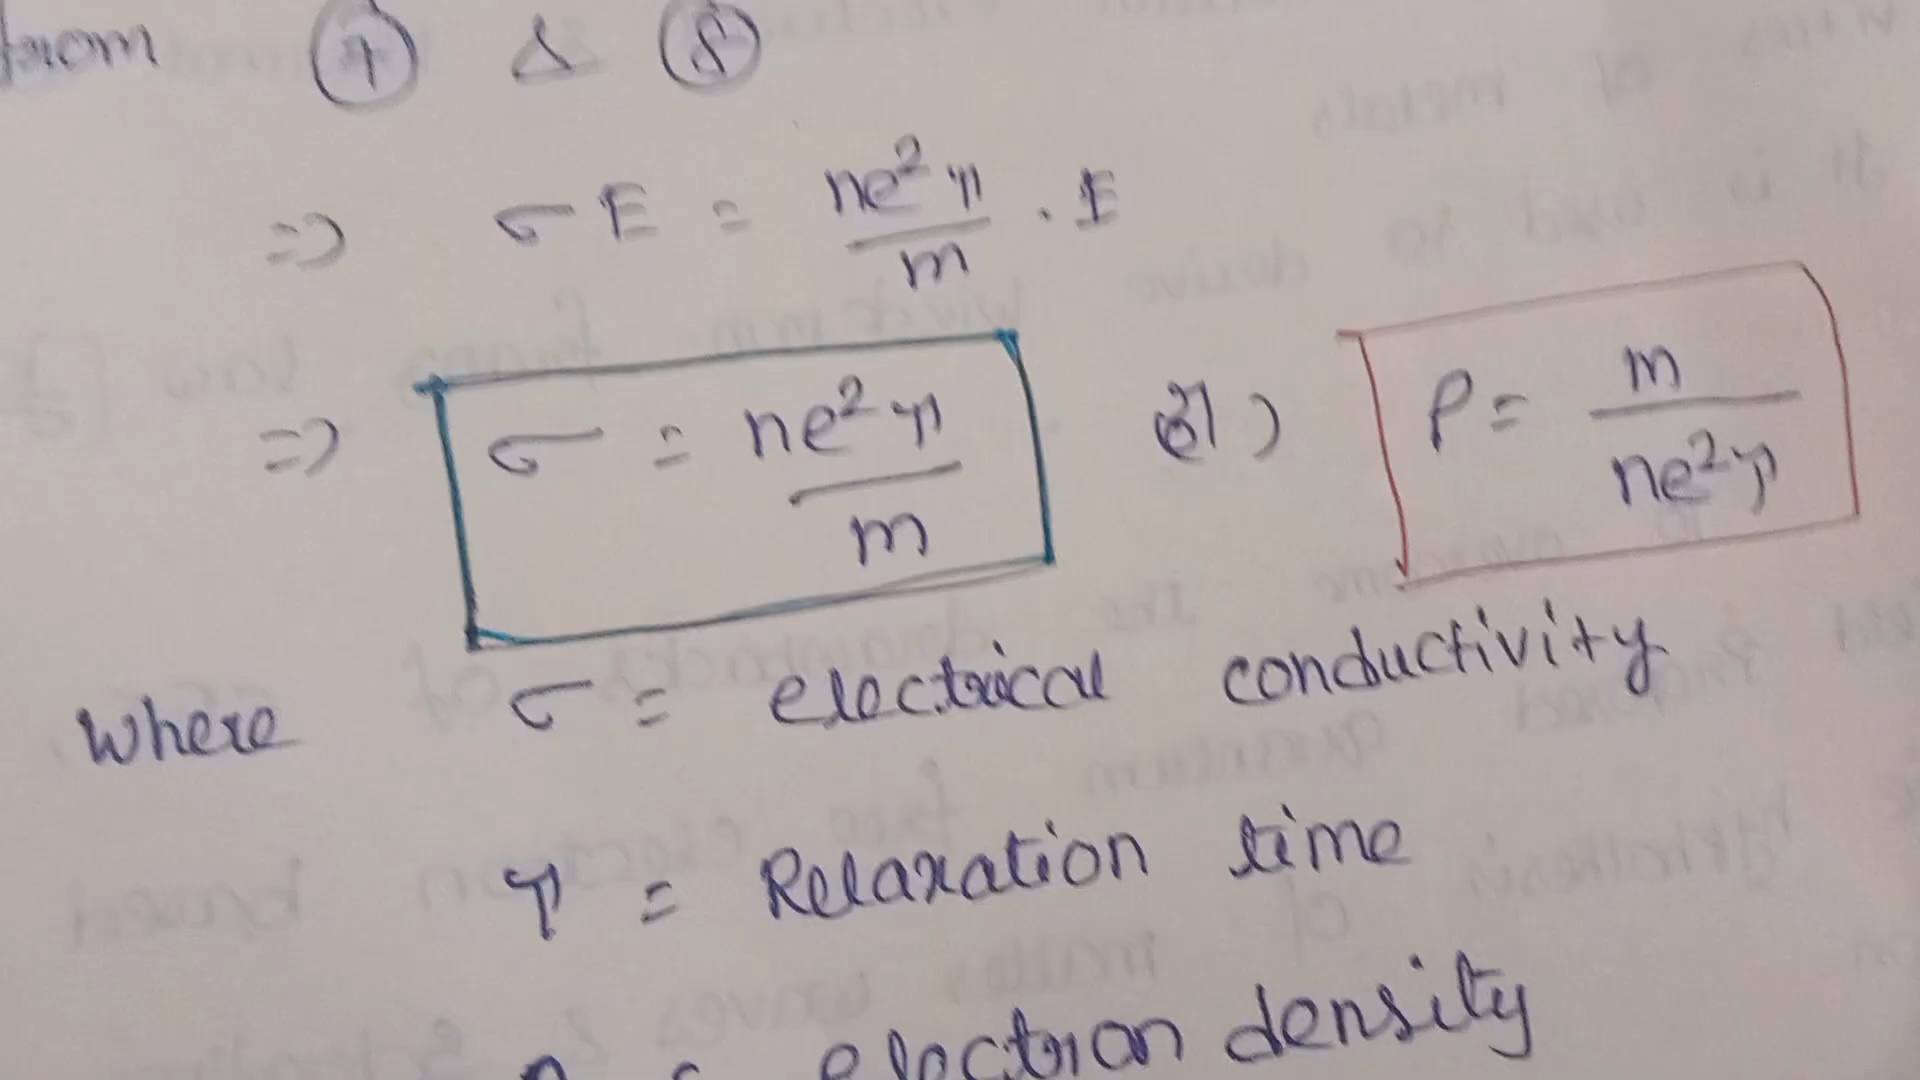 from ⑦ & ⑧
=> σE = ne²τ/m . E
=> σ = ne²τ/m (or) ρ = m/ne²τ
where σ = electrical conductivity
τ = Relaxation time
n = electron density